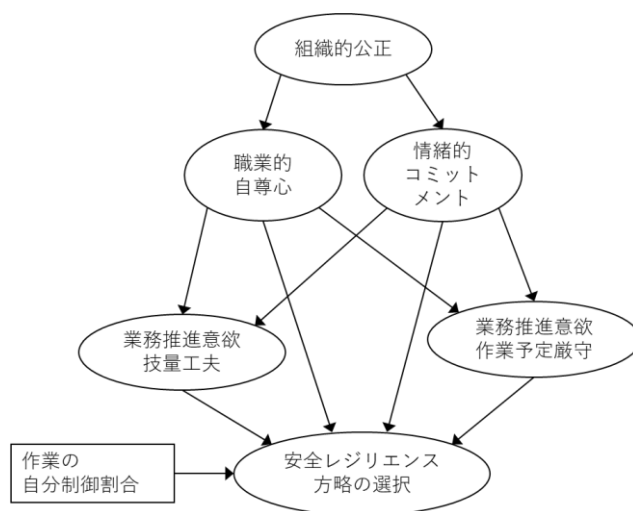 組織的公正
職業的
自尊心
情緒的
コミット
メント
業務推進意欲
技量工夫
業務推進意欲
作業予定厳守
作業の
自分制御割合
安全レジリエンス
方略の選択